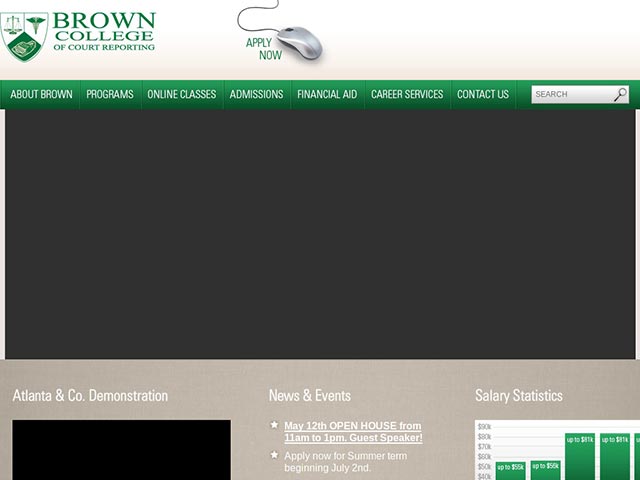 BROWN
COLLEGE
OF COURT REPORTING
APPLY
NOW
ABOUT BROWN PROGRAMS ONLINE CLASSES ADMISSIONS FINANCIAL AID CAREER SERVICES CONTACT US SEARCH
Atlanta & Co. Demonstration
News & Events
May 12th OPEN HOUSE from
11am to 1pm. Guest Speaker!
Apply now for Summer term
beginning July 2nd.
Salary Statistics
$90k
$80k
$70k
$60k
$50k
$40k
up to $55k
up to $56k
up to $81k
up to $81k